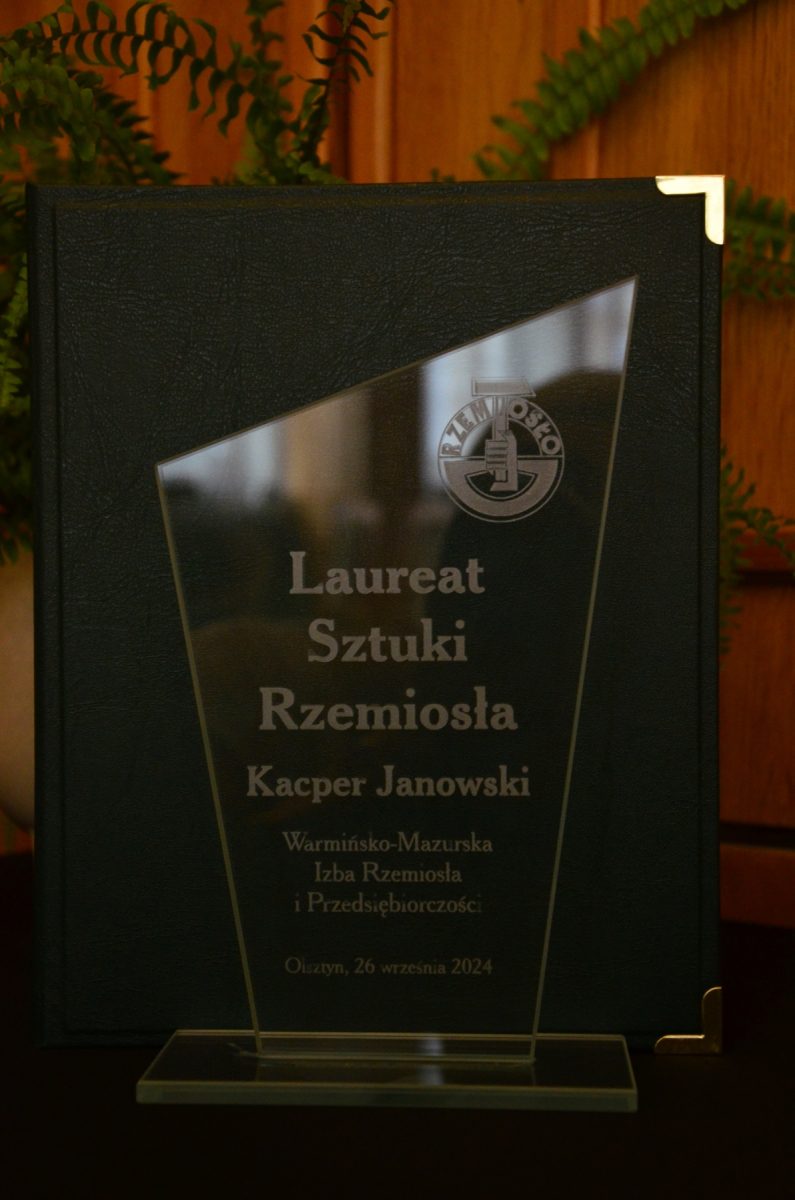 RZEMIOSŁO
Laureat
Sztuki
Rzemiosła
Kacper Janowski
Warmińsko-Mazurska
Izba Rzemiosła
i Przedsiębiorczości
Olsztyn, 26 września 2024